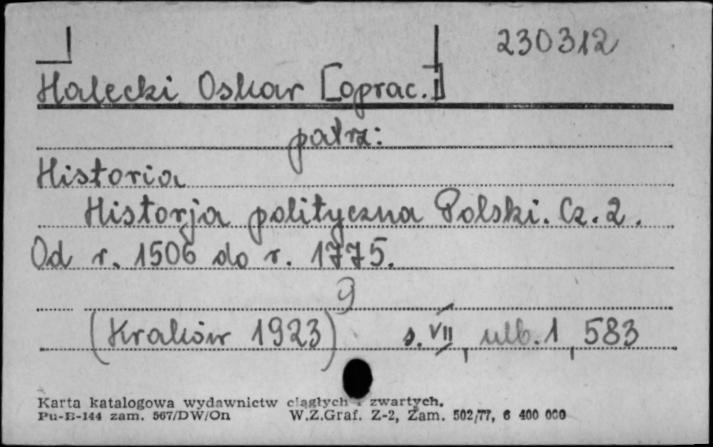 230312
Halecki Oskar [oprac.]
patrz:
Historia
Historja polityczna Polski. Cz. 2.
Od r. 1506 do r. 1775.
9
(Kraków 1923) s. VII, nlb. 1, 583
Karta katalogowa wydawnictw ciągłych i zwartych.
Pu-B-144 zam. 567/DW/On W.Z.Graf. Z-2, Zam. 502/77, 6 400 000